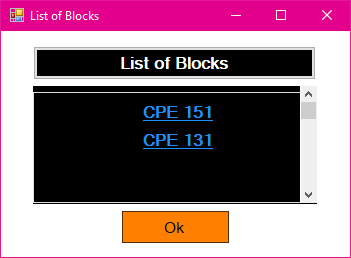 List of Blocks
List of Blocks
CPE 151
CPE 131
Ok